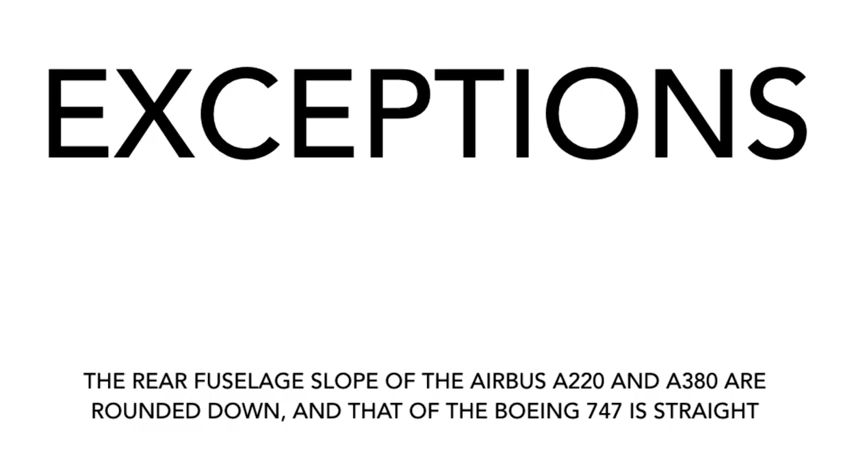 EXCEPTIONS
THE REAR FUSELAGE SLOPE OF THE AIRBUS A220 AND A380 ARE
ROUNDED DOWN, AND THAT OF THE BOEING 747 IS STRAIGHT